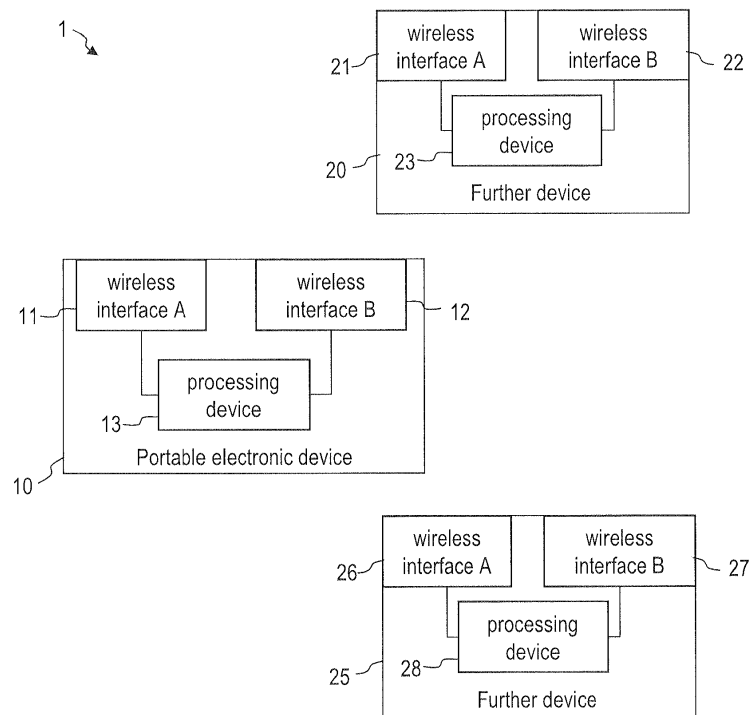 1
wireless
interface A
wireless
interface B
21
22
processing
device
20
23
Further device
wireless
interface A
wireless
interface B
11
12
processing
device
13
Portable electronic device
10
wireless
interface A
wireless
interface B
26
27
processing
device
25
28
Further device